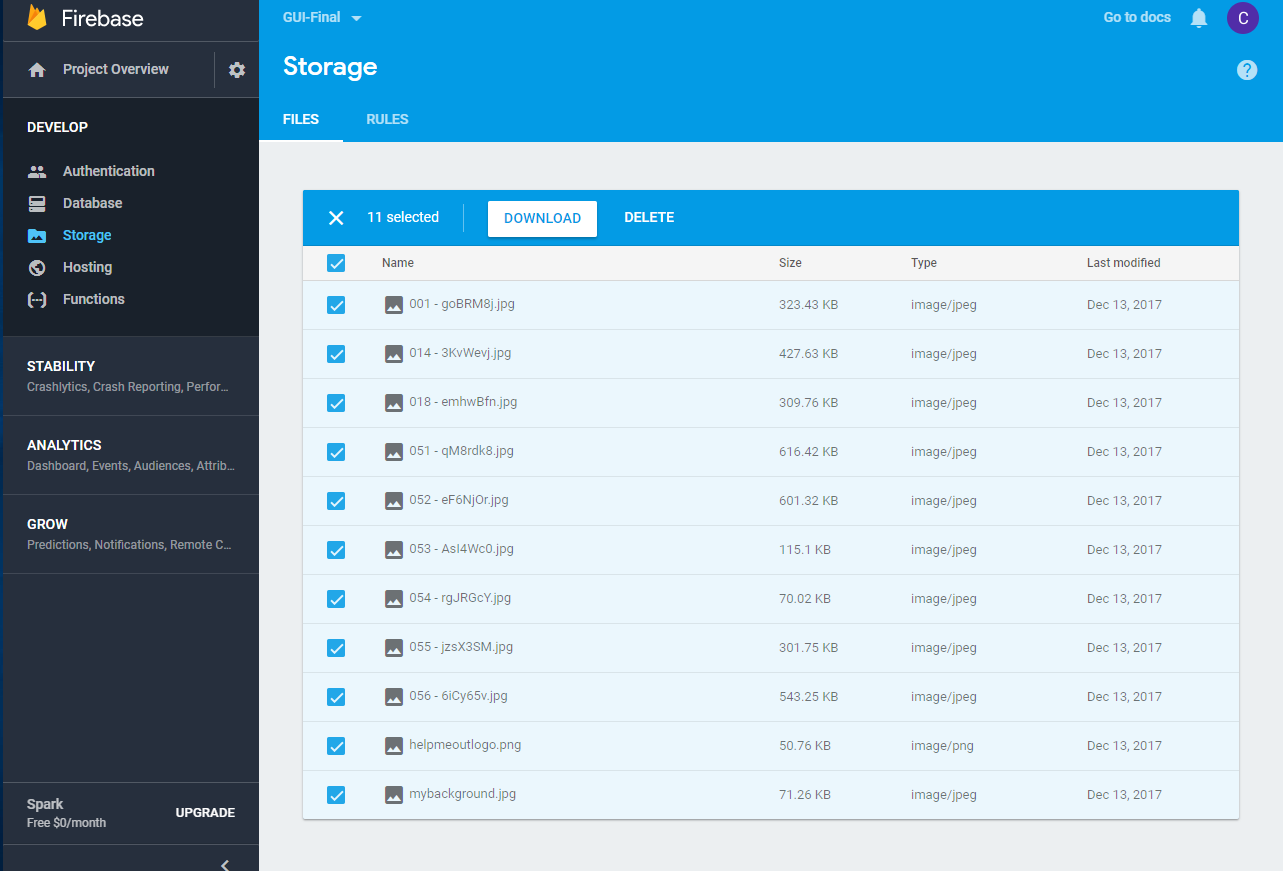 Firebase
Project Overview
DEVELOP
Authentication
Database
Storage
Hosting
Functions
STABILITY
Crashlytics, Crash Reporting, Perfor...
ANALYTICS
Dashboard, Events, Audiences, Attrib...
GROW
Predictions, Notifications, Remote C...
Spark
Free $0/month
UPGRADE
GUI-Final
Go to docs
C
Storage
?
FILES RULES
11 selected DOWNLOAD DELETE
Name Size Type Last modified
001 - goBRM8j.jpg 323.43 KB image/jpeg Dec 13, 2017
014 - 3KvWevj.jpg 427.63 KB image/jpeg Dec 13, 2017
018 - emhwBfn.jpg 309.76 KB image/jpeg Dec 13, 2017
051 - qM8rdk8.jpg 616.42 KB image/jpeg Dec 13, 2017
052 - eF6NjOr.jpg 601.32 KB image/jpeg Dec 13, 2017
053 - AsI4Wc0.jpg 115.1 KB image/jpeg Dec 13, 2017
054 - rgJRGcY.jpg 70.02 KB image/jpeg Dec 13, 2017
055 - jzsX3SM.jpg 301.75 KB image/jpeg Dec 13, 2017
056 - 6iCy65v.jpg 543.25 KB image/jpeg Dec 13, 2017
helpmeoutlogo.png 50.76 KB image/png Dec 13, 2017
mybackground.jpg 71.26 KB image/jpeg Dec 13, 2017